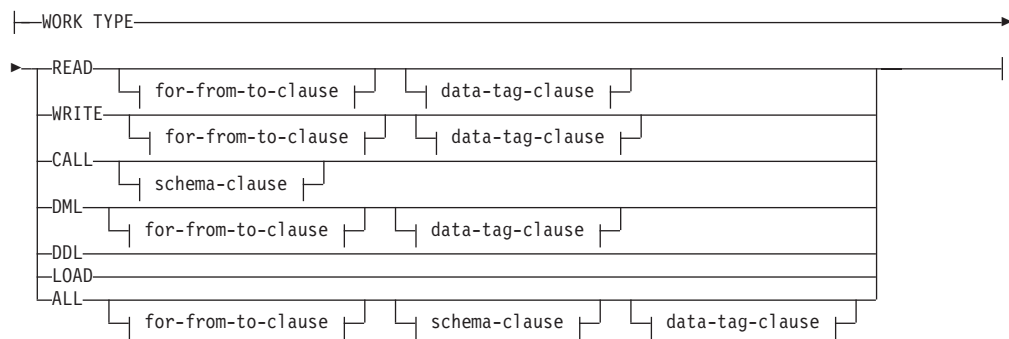 WORK TYPE
READ
for-from-to-clause data-tag-clause
WRITE
for-from-to-clause data-tag-clause
CALL
schema-clause
DML
for-from-to-clause data-tag-clause
DDL
LOAD
ALL
for-from-to-clause schema-clause data-tag-clause